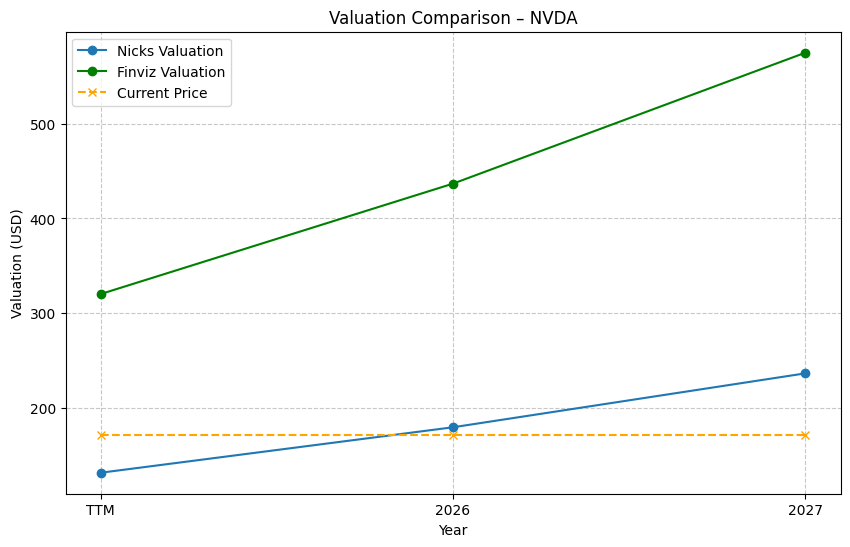 Valuation Comparison – NVDA
Nicks Valuation
Finviz Valuation
Current Price
Valuation (USD)
500
400
300
200
TTM
2026
2027
Year